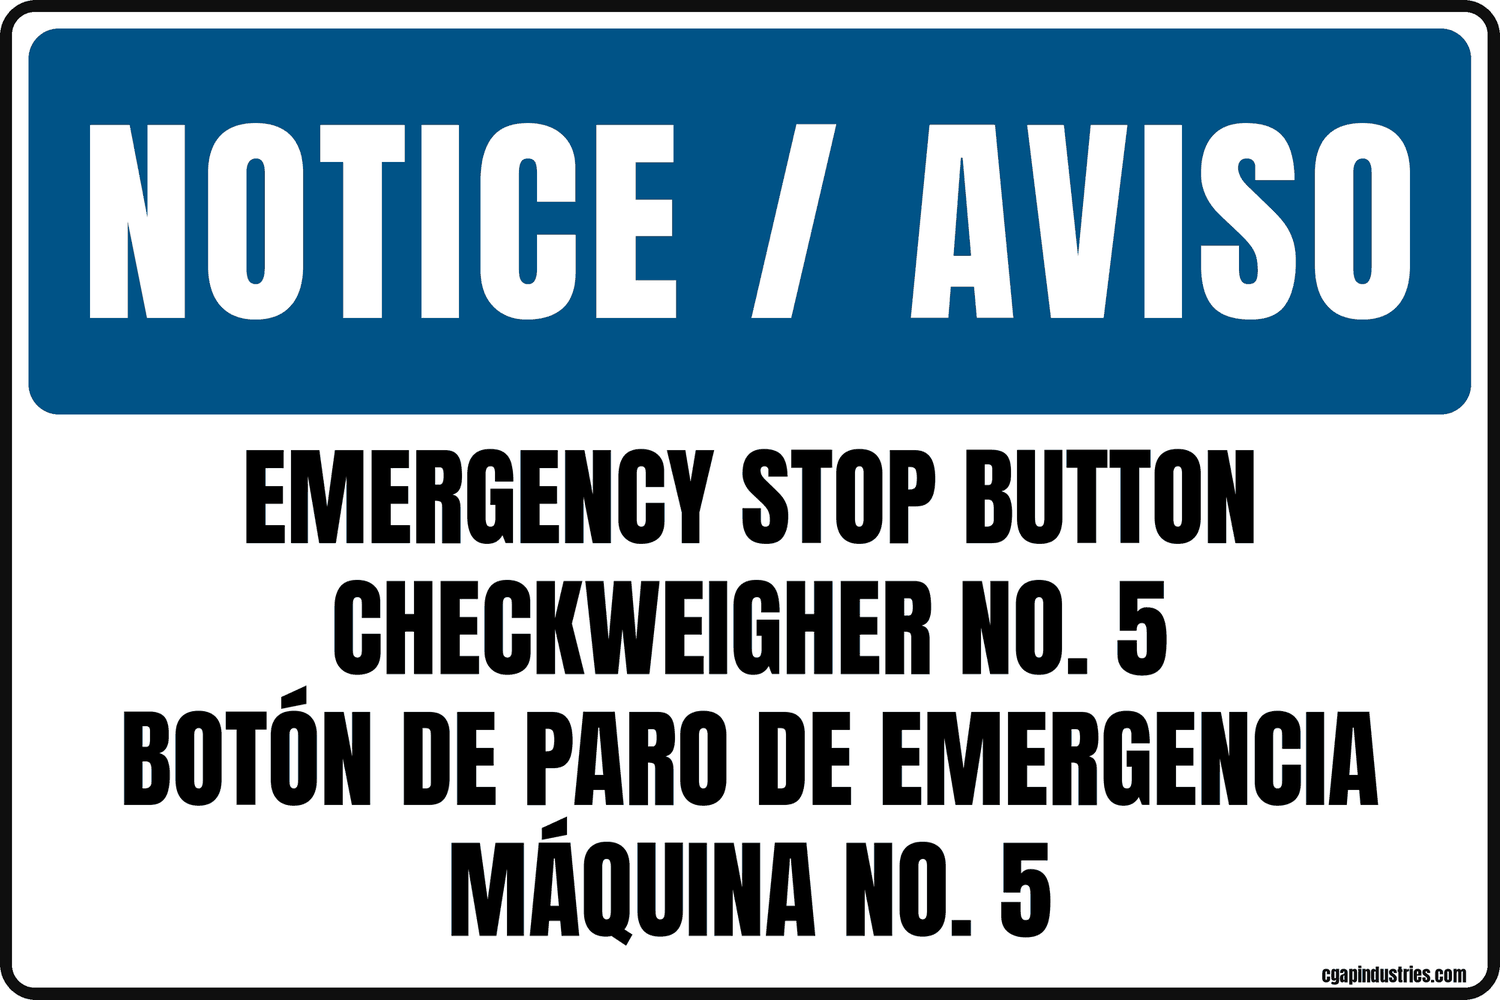 NOTICE / AVISO
EMERGENCY STOP BUTTON
CHECKWEIGHER NO. 5
BOTÓN DE PARO DE EMERGENCIA
MÁQUINA NO. 5
cgapindustries.com